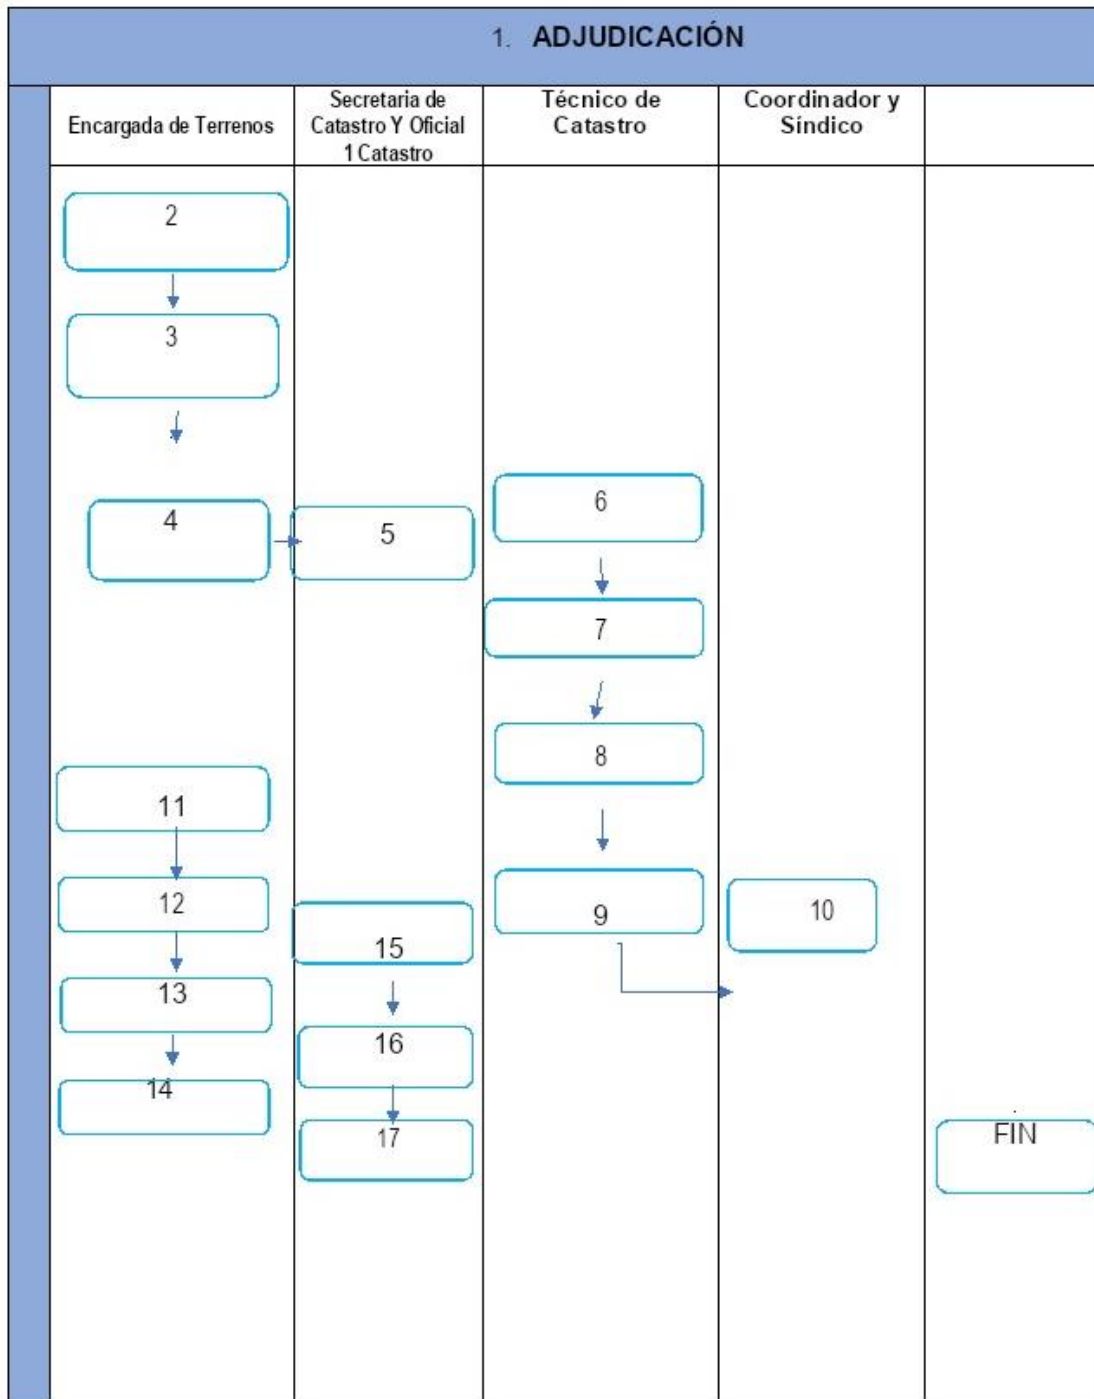 1. ADJUDICACIÓN
Encargada de Terrenos
Secretaria de
Catastro Y Oficial
1 Catastro
Técnico de
Catastro
Coordinador y
Síndico
2
3
4
5
6
7
8
9
10
11
12
13
14
15
16
17
.
FIN